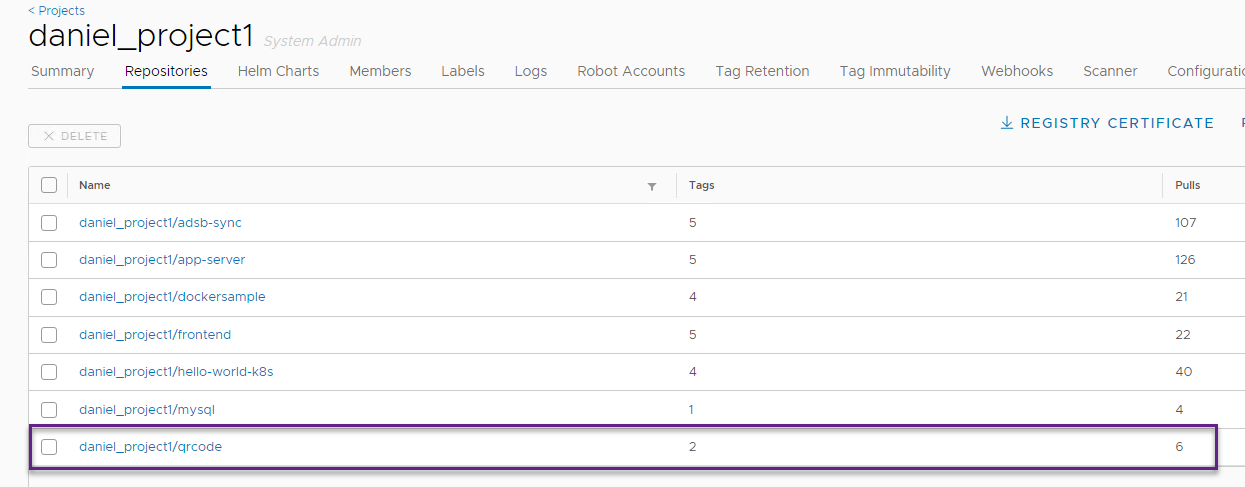 < Projects
daniel_project1 System Admin
Summary Repositories Helm Charts Members Labels Logs Robot Accounts Tag Retention Tag Immutability Webhooks Scanner Configuratio
REGISTRY CERTIFICATE
DELETE
Name Tags Pulls
daniel_project1/adsb-sync 5 107
daniel_project1/app-server 5 126
daniel_project1/dockersample 4 21
daniel_project1/frontend 5 22
daniel_project1/hello-world-k8s 4 40
daniel_project1/mysql 1 4
daniel_project1/qrcode 2 6